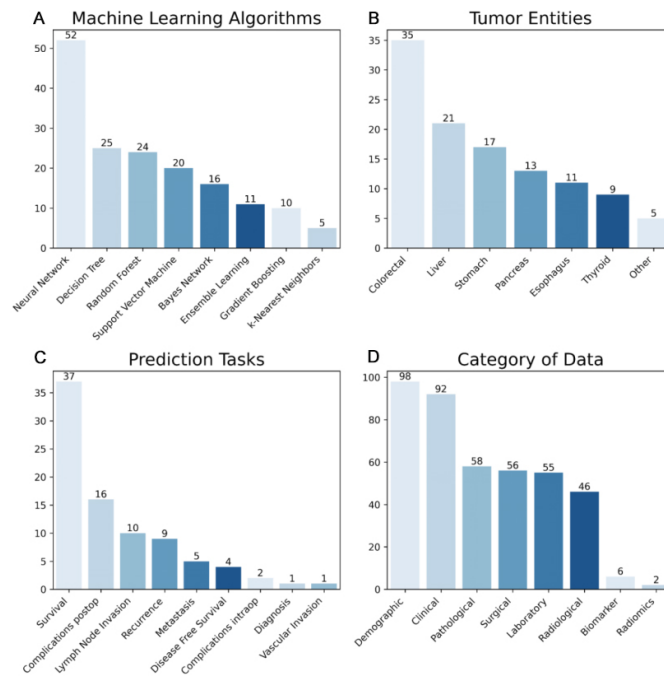 A Machine Learning Algorithms
52
50
40
30
20
10
0
25
24
20
16
11
10
5
Neural Network
Decision Tree
Random Forest
Support Vector Machine
Bayes Network
Ensemble Learning
Gradient Boosting
k-Nearest Neighbors
B Tumor Entities
35
30
25
20
15
10
5
0
35
21
17
13
11
9
5
Colorectal
Liver
Stomach
Pancreas
Esophagus
Thyroid
Other
C Prediction Tasks
37
35
30
25
20
15
10
5
0
16
10
9
5
4
2
1
1
Survival
Complications postop
Lymph Node Invasion
Recurrence
Metastasis
Disease Free Survival
Complications intraop
Diagnosis
Vascular Invasion
D Category of Data
100
80
60
40
20
0
98
92
58
56
55
46
6
2
Demographic
Clinical
Pathological
Surgical
Laboratory
Radiological
Biomarker
Radiomics